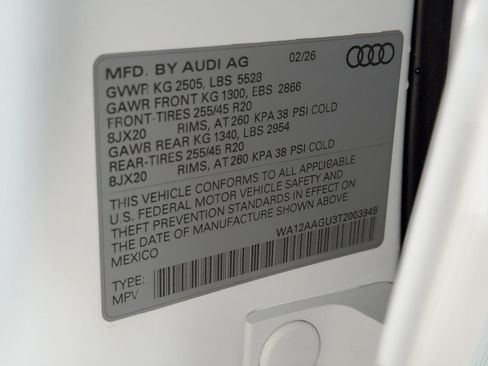 MFD. BY AUDI AG 02/26
GVWR KG 2505, LBS 5523
GAWR FRONT KG 1300, LBS 2866
FRONT-TIRES 255/45 R20
8JX20 RIMS, AT 260 KPA 38 PSI COLD
GAWR REAR KG 1340, LBS 2954
REAR-TIRES 255/45 R20
8JX20 RIMS, AT 260 KPA 38 PSI COLD
THIS VEHICLE CONFORMS TO ALL APPLICABLE
U.S. FEDERAL MOTOR VEHICLE SAFETY AND
THEFT PREVENTION STANDARDS IN EFFECT ON
THE DATE OF MANUFACTURE SHOWN ABOVE
MEXICO
WA12AAGU3T2003949
TYPE:
MPV